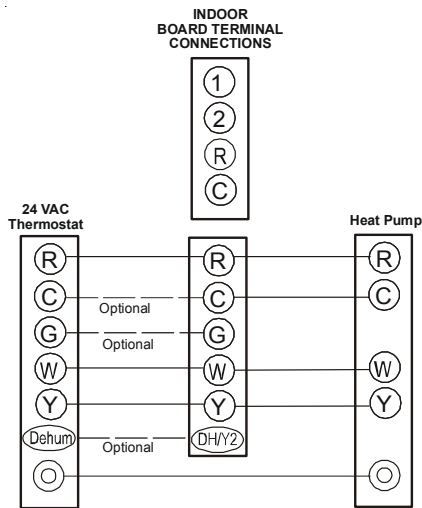 INDOOR
BOARD TERMINAL
CONNECTIONS
1
2
R
C
24 VAC
Thermostat
Heat Pump
R R R
C Optional C C
G Optional G
W W W
Y Y Y
Dehum Optional DH/Y2
O O